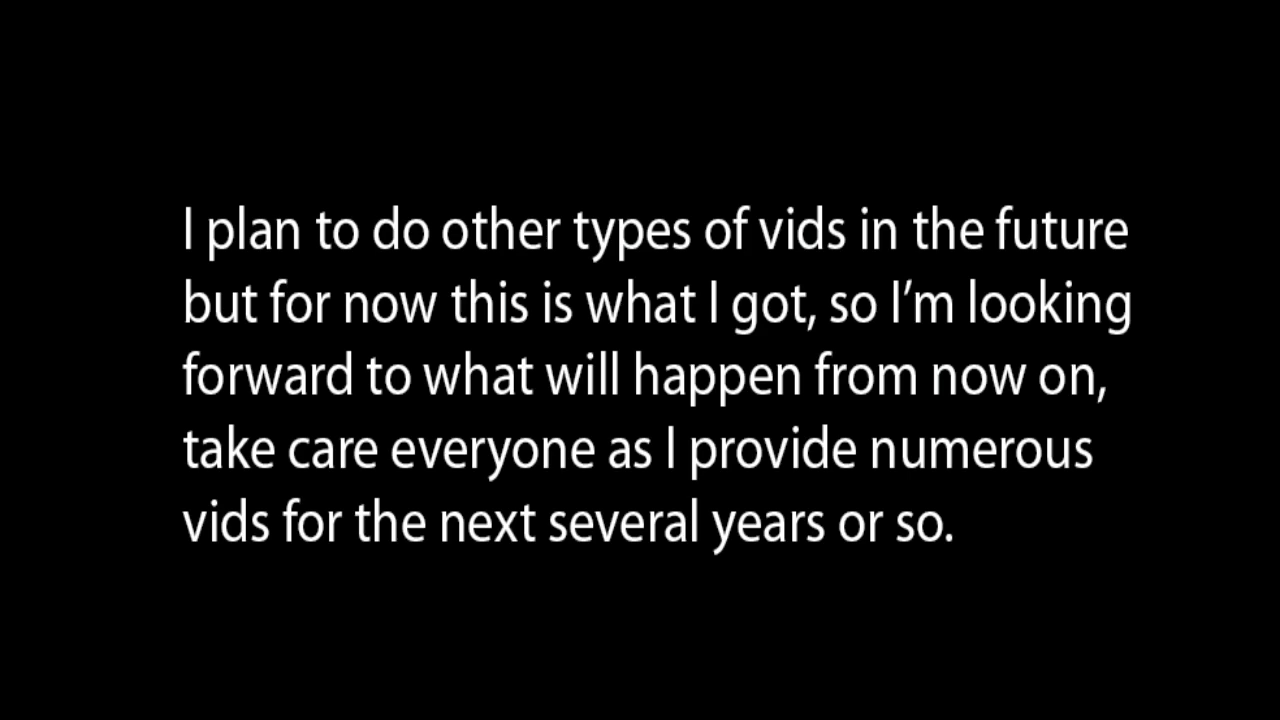 I plan to do other types of vids in the future
but for now this is what I got, so I’m looking
forward to what will happen from now on,
take care everyone as I provide numerous
vids for the next several years or so.